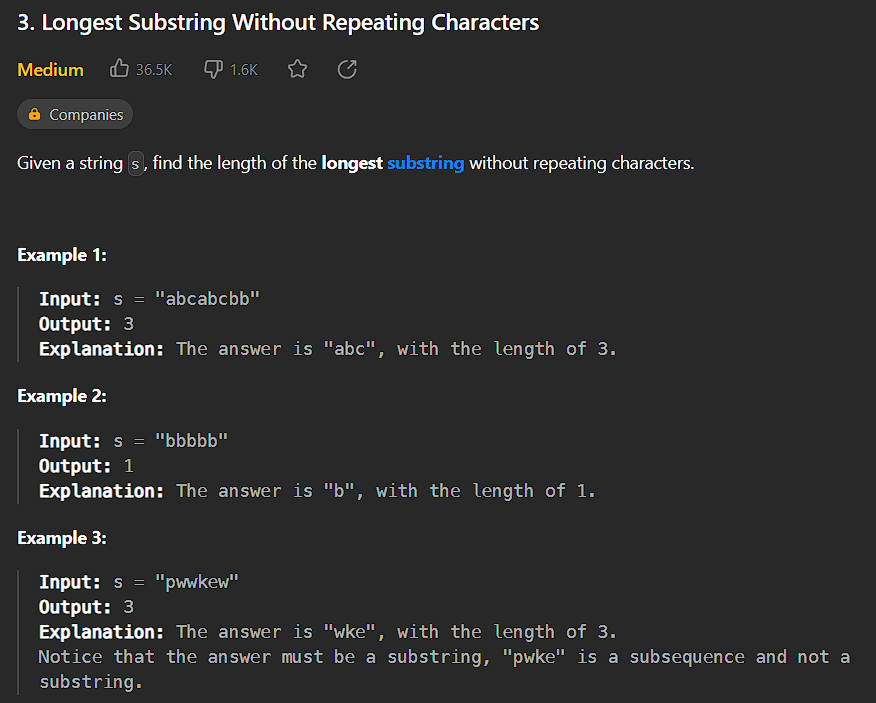 3. Longest Substring Without Repeating Characters
Medium 36.5K 1.6K
Companies
Given a string s, find the length of the longest substring without repeating characters.
Example 1:
Input: s = "abcabcbb"
Output: 3
Explanation: The answer is "abc", with the length of 3.
Example 2:
Input: s = "bbbbb"
Output: 1
Explanation: The answer is "b", with the length of 1.
Example 3:
Input: s = "pwwkew"
Output: 3
Explanation: The answer is "wke", with the length of 3.
Notice that the answer must be a substring, "pwke" is a subsequence and not a
substring.